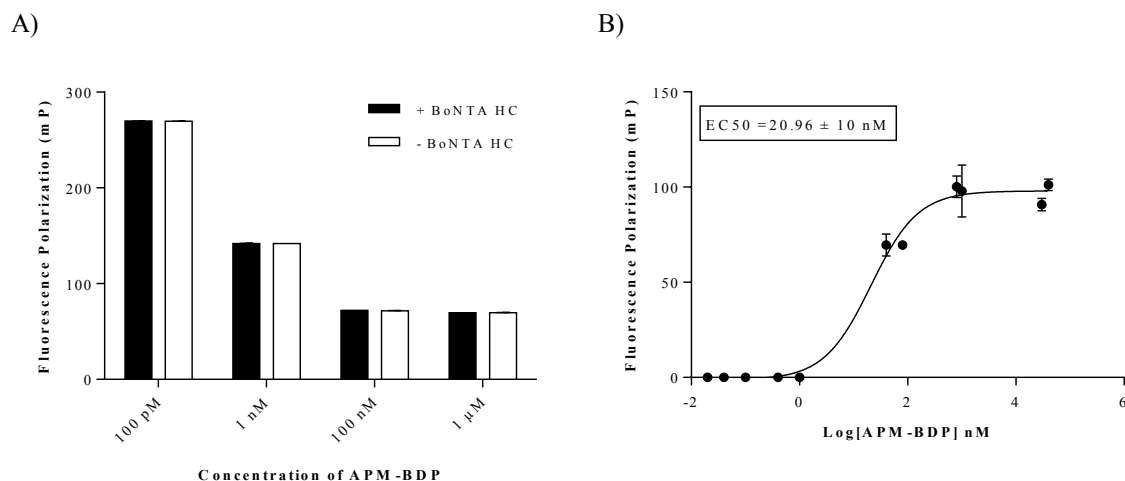 A)
B)
Fluorescence Polarization (mP)
300
200
100
0
+ BoNTA HC
- BoNTA HC
100 pM
1 nM
100 nM
1 µM
Concentration of APM-BDP
Fluorescence Polarization (mP)
150
100
50
0
EC50 =20.96 ± 10 nM
-2
0
2
4
6
Log[APM-BDP] nM